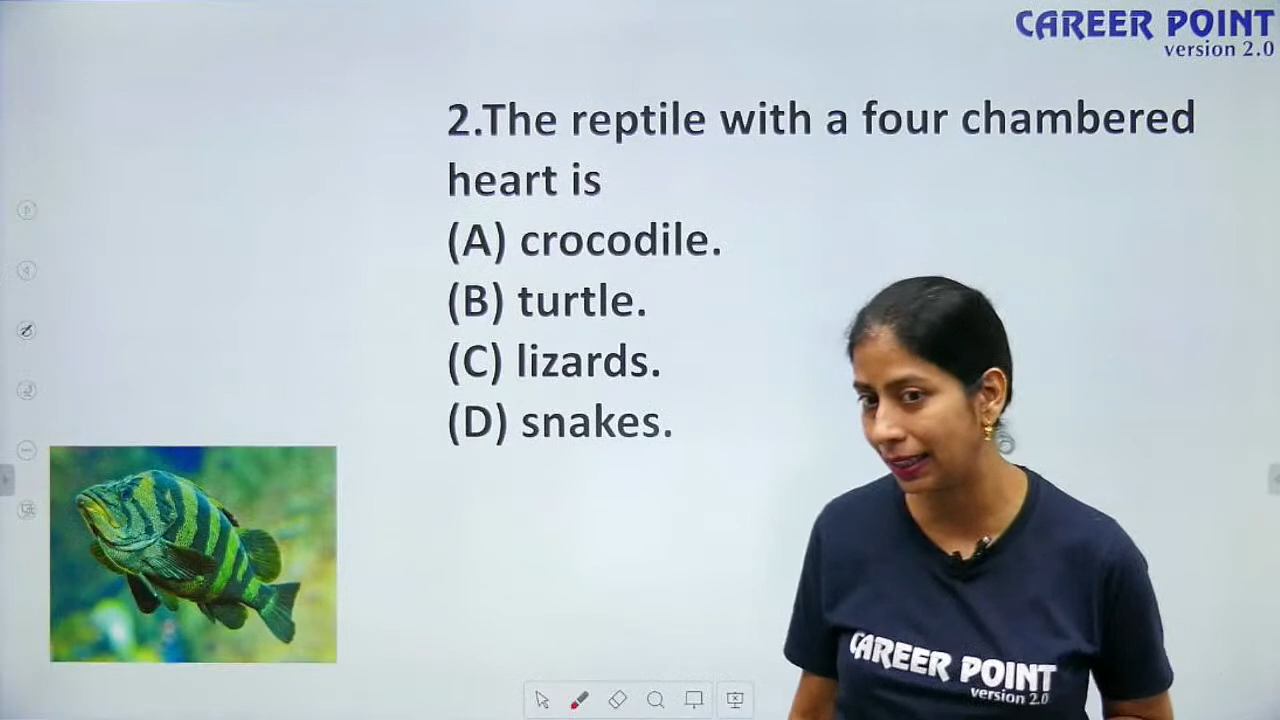 CAREER POINT
version 2.0
2.The reptile with a four chambered
heart is
(A) crocodile.
(B) turtle.
(C) lizards.
(D) snakes.
CAREER POINT
version 2.0